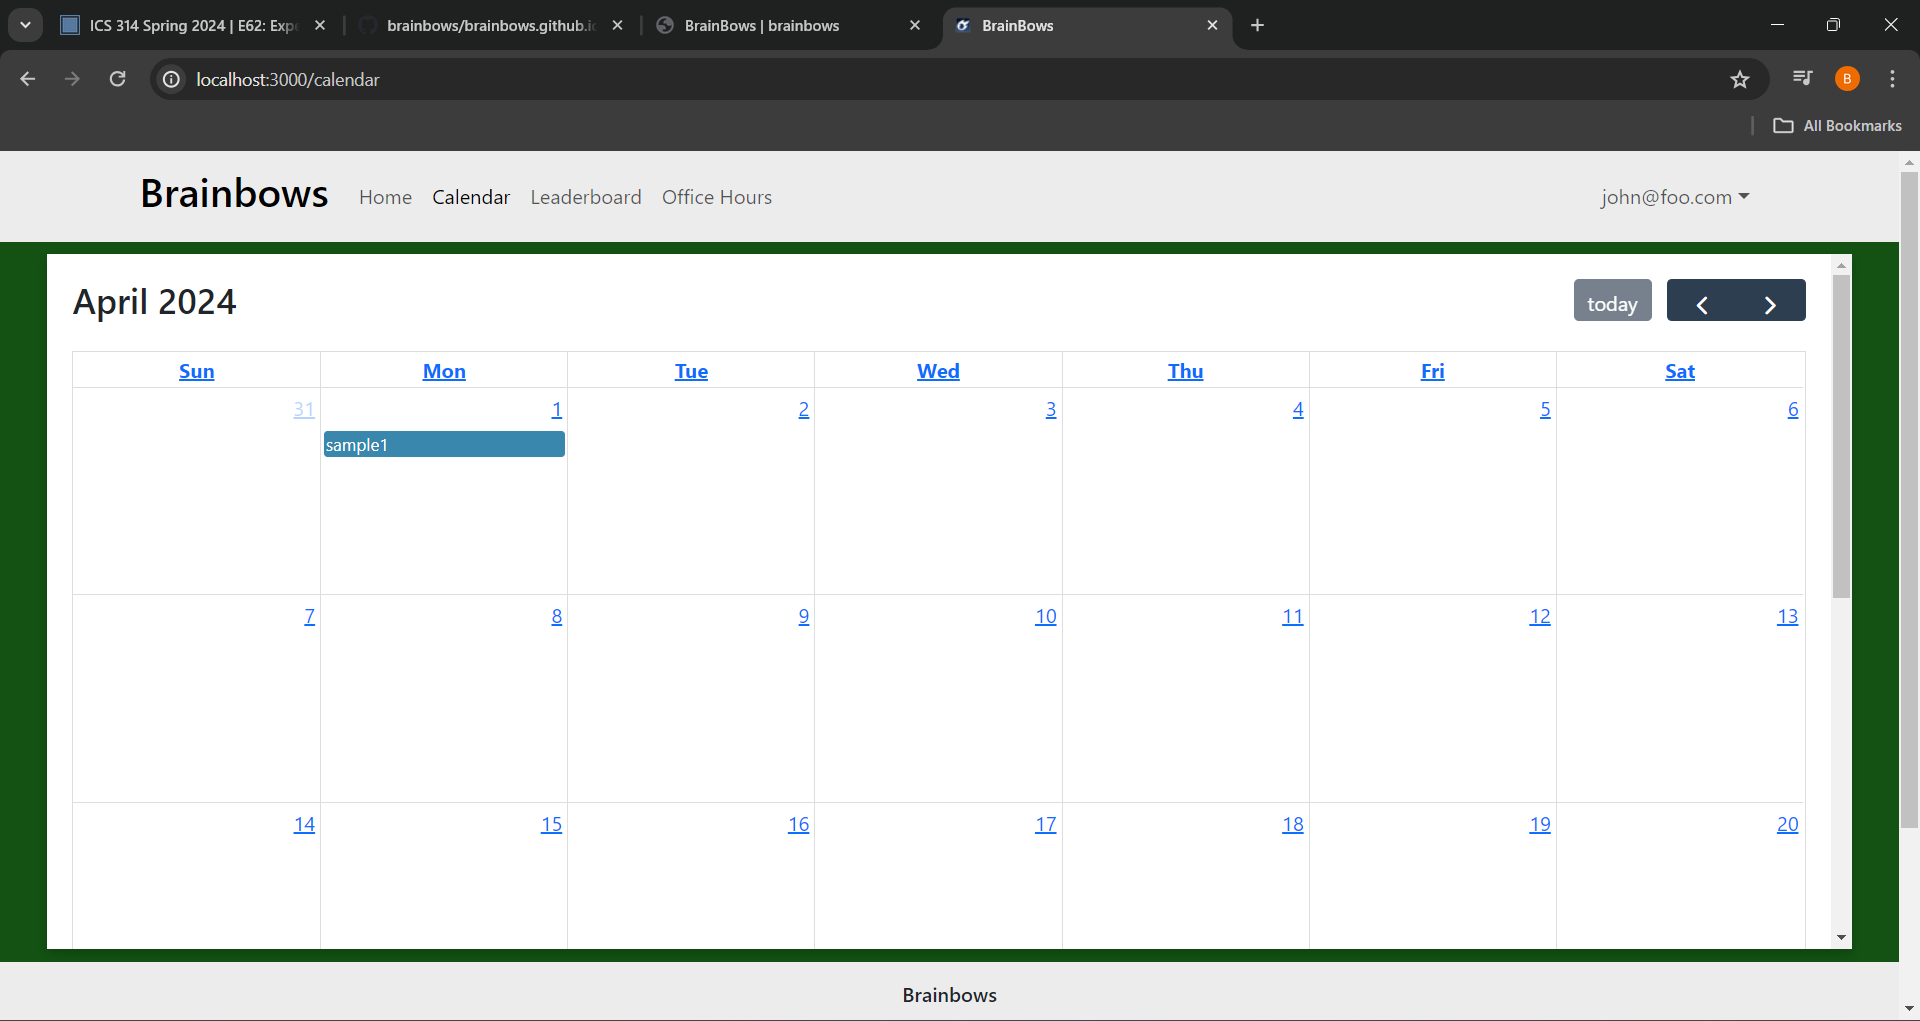 ICS 314 Spring 2024 | E62: Expe
brainbows/brainbows.github.io
BrainBows | brainbows
BrainBows
localhost:3000/calendar
B
All Bookmarks
Brainbows Home Calendar Leaderboard Office Hours john@foo.com
April 2024 today
Sun Mon Tue Wed Thu Fri Sat
31 1 2 3 4 5 6
sample1
7 8 9 10 11 12 13
14 15 16 17 18 19 20
Brainbows